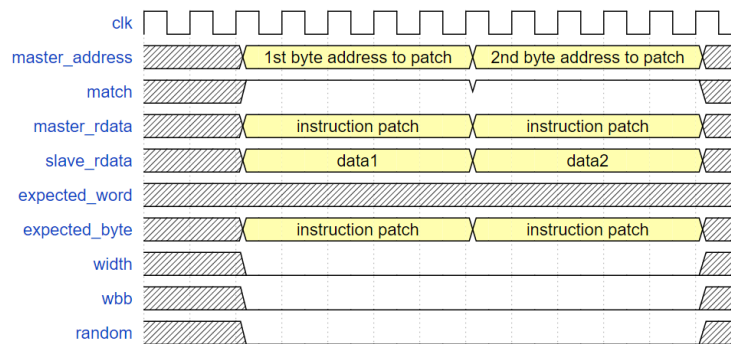 clk
master_address 1st byte address to patch 2nd byte address to patch
match
master_rdata instruction patch instruction patch
slave_rdata data1 data2
expected_word
expected_byte instruction patch instruction patch
width
wbb
random